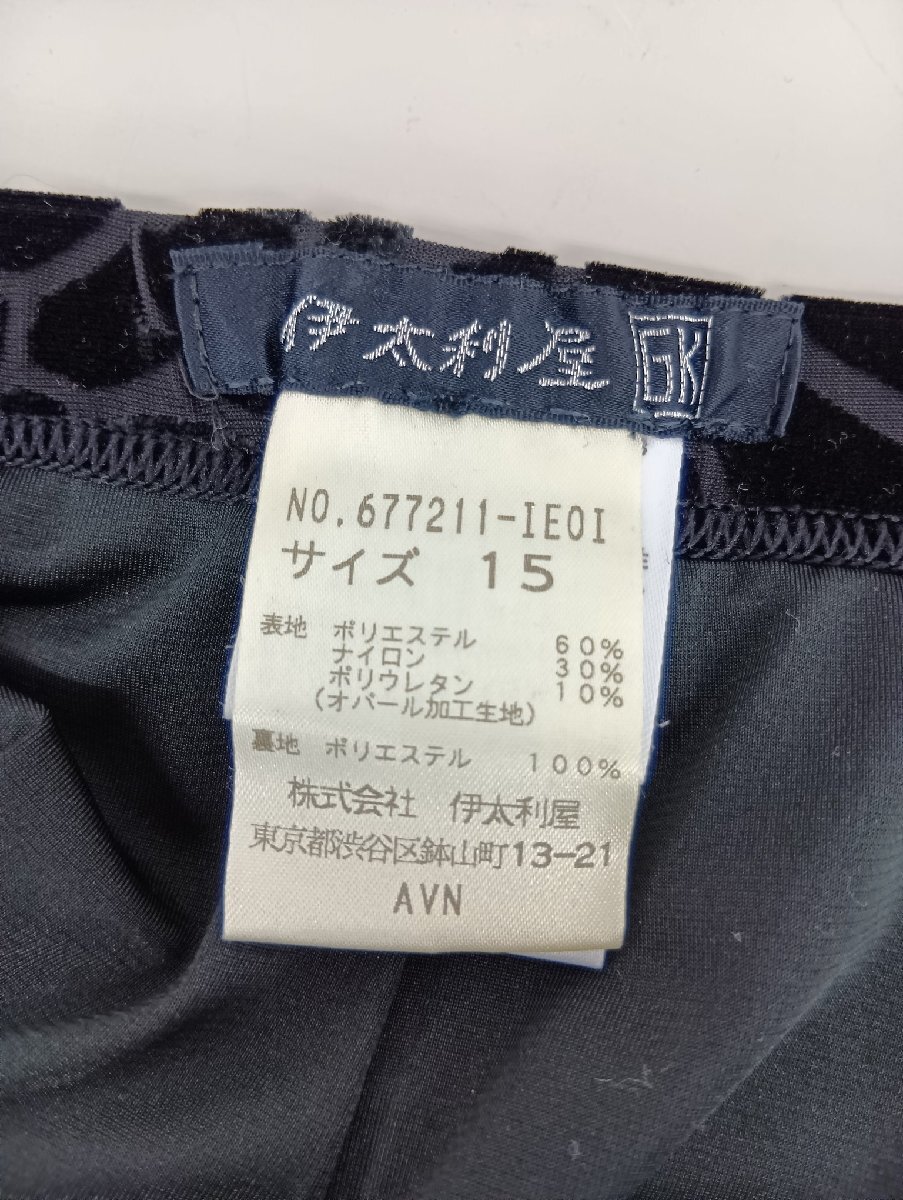 伊太利屋 GK
NO.677211-IE0I
サイズ 15
表地 ポリエステル 60%
ナイロン 30%
ポリウレタン 10%
(オパール加工生地)
裏地 ポリエステル 100%
株式会社 伊太利屋
東京都渋谷区鉢山町13-21
AVN